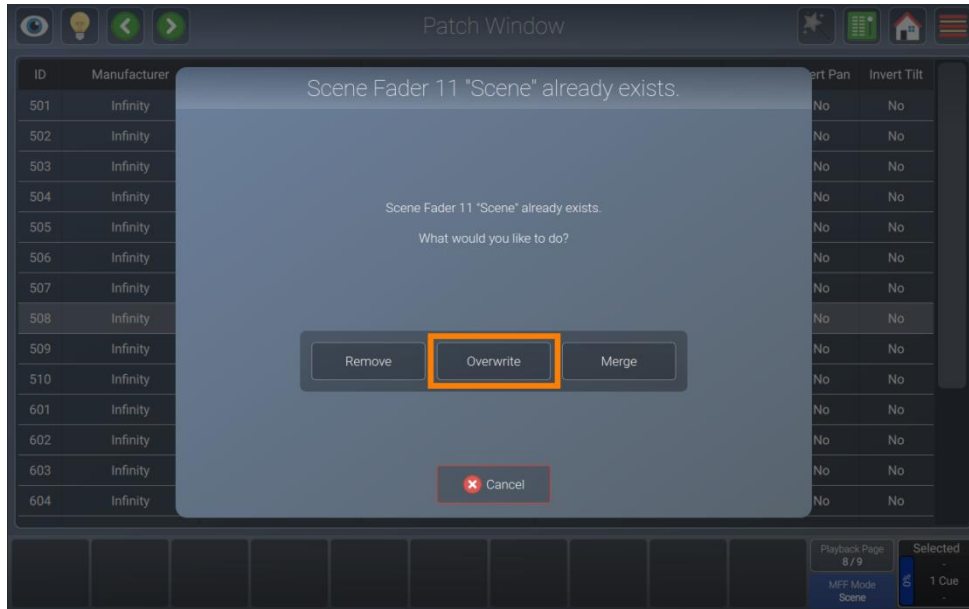 Patch Window
ID Manufacturer ert Pan Invert Tilt
Scene Fader 11 "Scene" already exists.
501 Infinity No No
502 Infinity No No
503 Infinity No No
504 Infinity No No
Scene Fader 11 "Scene" already exists.
505 Infinity No No
What would you like to do?
506 Infinity No No
507 Infinity No No
508 Infinity No No
509 Infinity No No
Remove Overwrite Merge
510 Infinity No No
601 Infinity No No
602 Infinity No No
603 Infinity No No
Cancel
604 Infinity No No
Playback Page Selected
8 / 9 -
0% 1 Cue
MFF Mode
Scene -